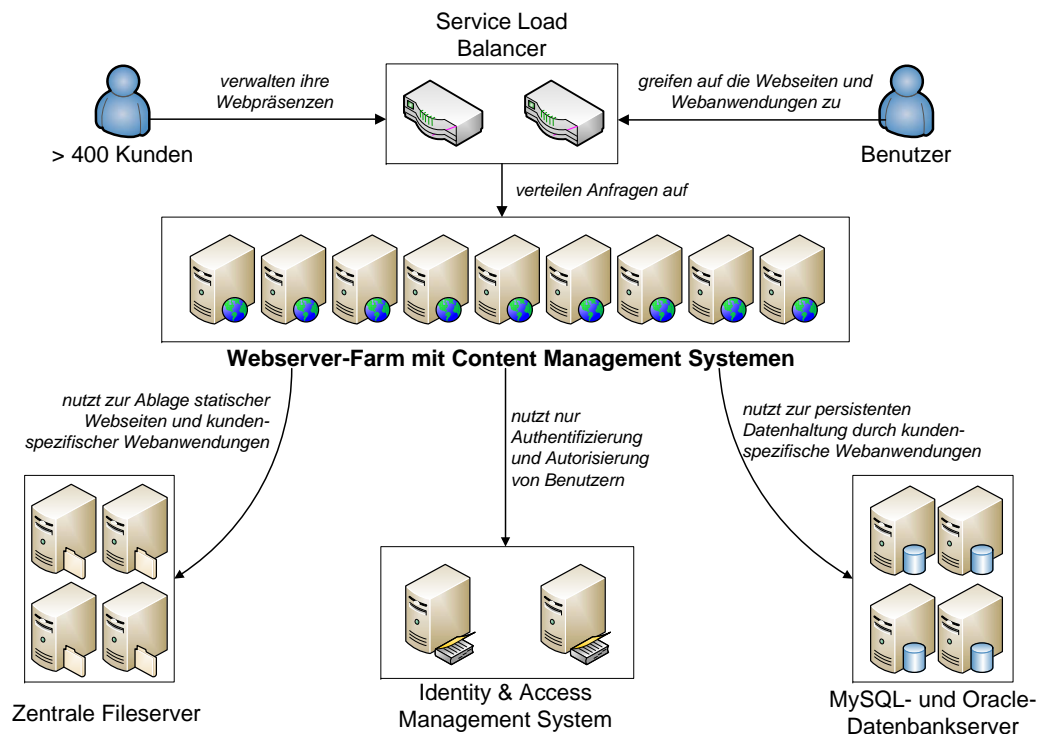 Service Load
Balancer
verwalten ihre
Webpräsenzen
greifen auf die Webseiten und
Webanwendungen zu
> 400 Kunden
Benutzer
verteilen Anfragen auf
Webserver-Farm mit Content Management Systemen
nutzt zur Ablage statischer
Webseiten und kunden-
spezifischer Webanwendungen
nutzt nur
Authentifizierung
und Autorisierung
von Benutzern
nutzt zur persistenten
Datenhaltung durch kunden-
spezifische Webanwendungen
Zentrale Fileserver
Identity & Access
Management System
MySQL- und Oracle-
Datenbankserver